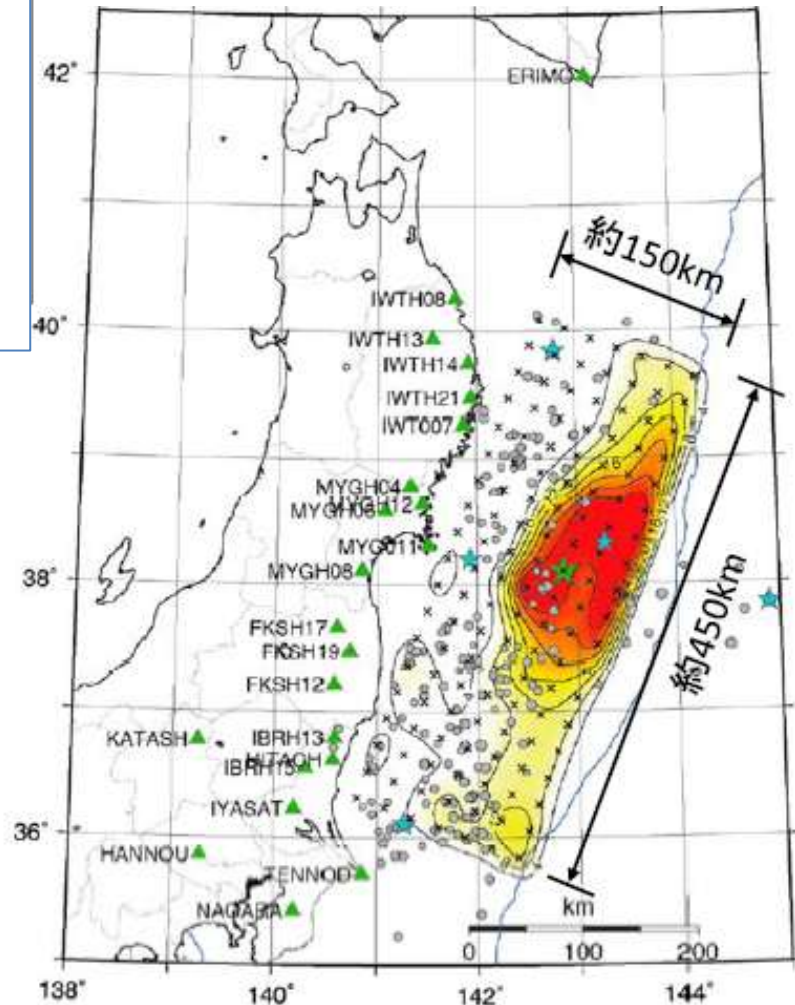 42°
ERIMO
約150km
IWTH08
40°
IWTH13
IWTH14
IWTH21
IWT007
MYGH04
MYGH12
MYG011
38°
MYGH08
FKSH17
FKSH19
FKSH12
約450km
KATASH
IBRH13
HITACH
IBRH15
IYASAT
36°
HANNOU
TENNOD
NAGARA
km
0 100 200
138° 140° 142° 144°